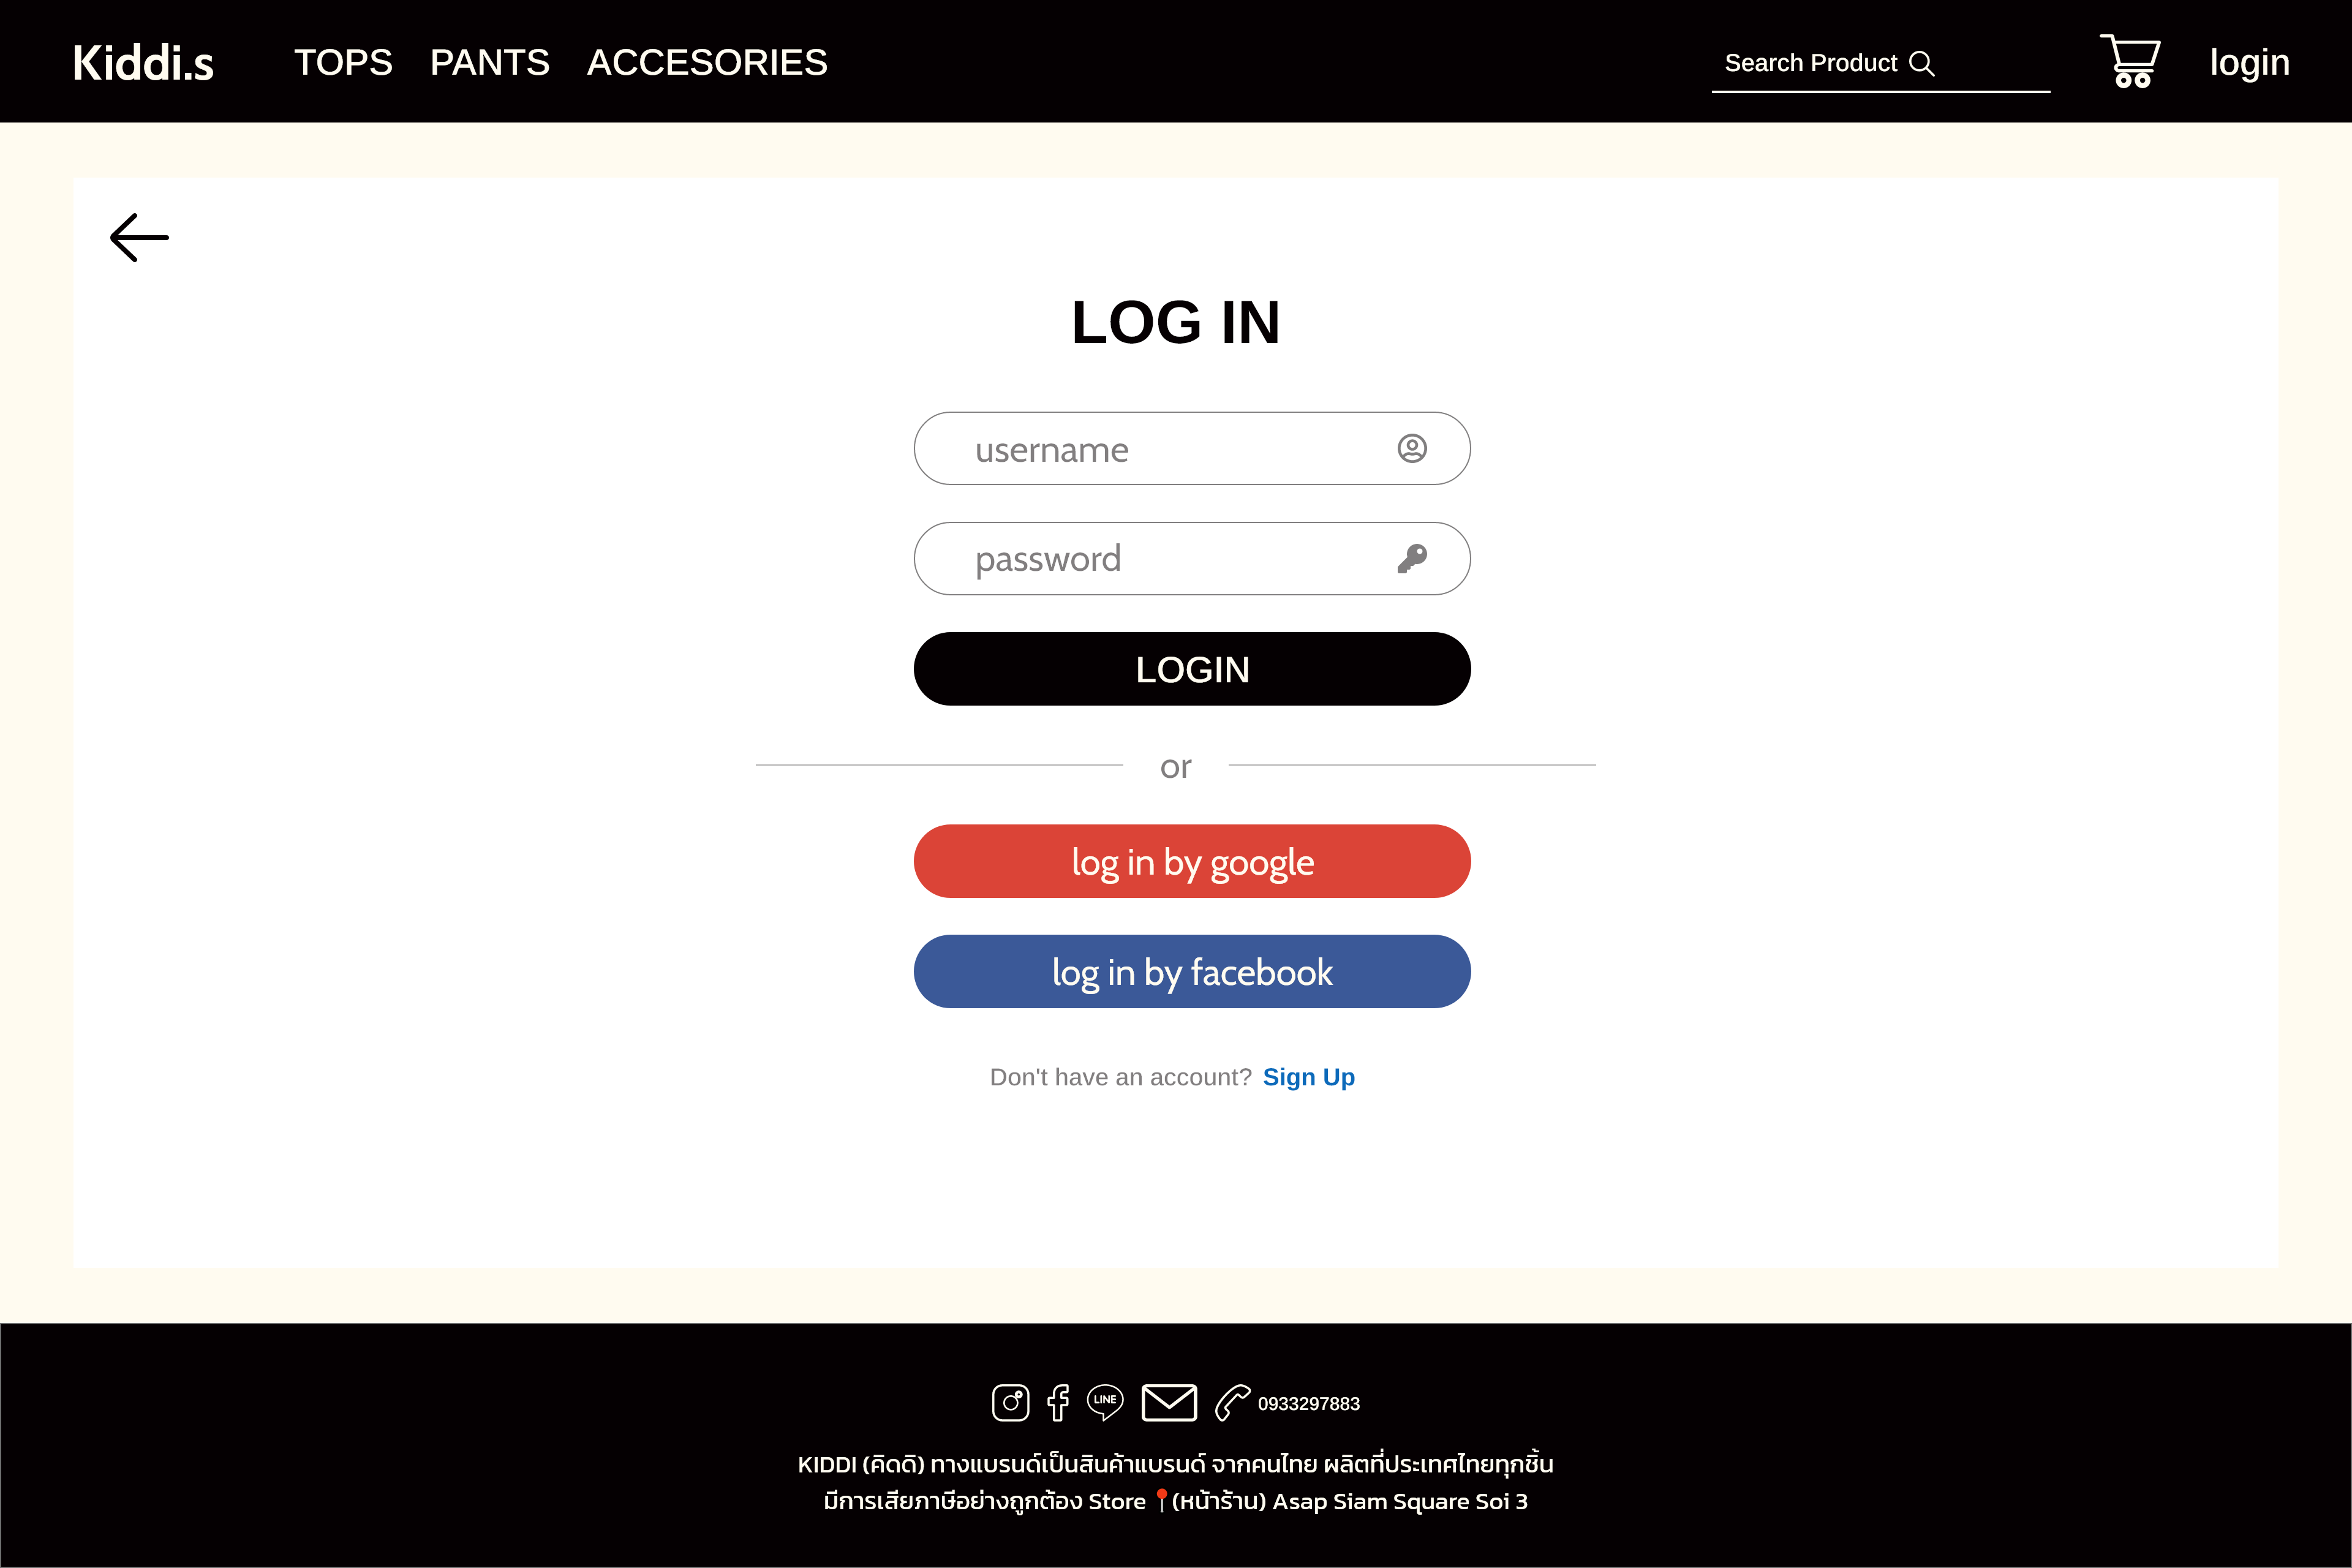 Kiddi.s TOPS PANTS ACCESORIES Search Product login
LOG IN
username
password
LOGIN
or
log in by google
log in by facebook
Don't have an account? Sign Up
LINE 0933297883
KIDDI (คิดดิ) ทางแบรนด์เป็นสินค้าแบรนด์ จากคนไทย ผลิตที่ประเทศไทยทุกชิ้น
มีการเสียภาษีอย่างถูกต้อง Store 📍(หน้าร้าน) Asap Siam Square Soi 3